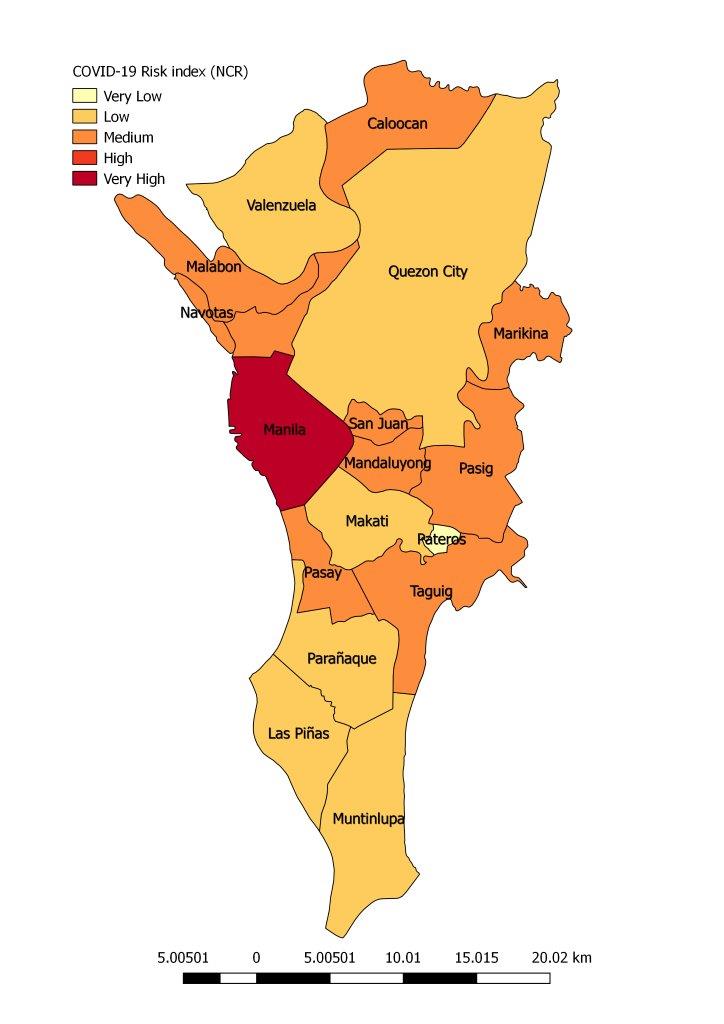 COVID-19 Risk index (NCR)
Very Low
Low
Medium
High
Very High
Caloocan
Valenzuela
Malabon
Quezon City
Navotas
Marikina
San Juan
Manila
Mandaluyong
Pasig
Makati
Pateros
Pasay
Taguig
Parañaque
Las Piñas
Muntinlupa
5.00501 0 5.00501 10.01 15.015 20.02 km